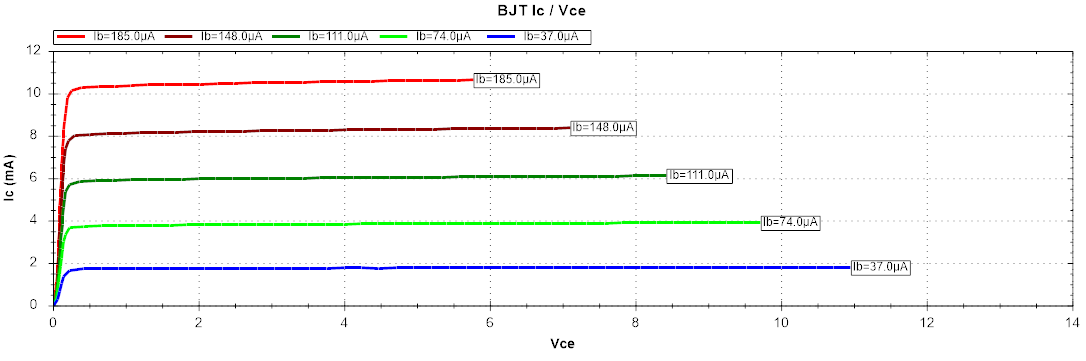 BJT Ic / Vce
Ib=185.0µA Ib=148.0µA Ib=111.0µA Ib=74.0µA Ib=37.0µA
12
10
8
6
4
2
0
Ic (mA)
Ib=185.0µA
Ib=148.0µA
Ib=111.0µA
Ib=74.0µA
Ib=37.0µA
0 2 4 6 8 10 12 14
Vce